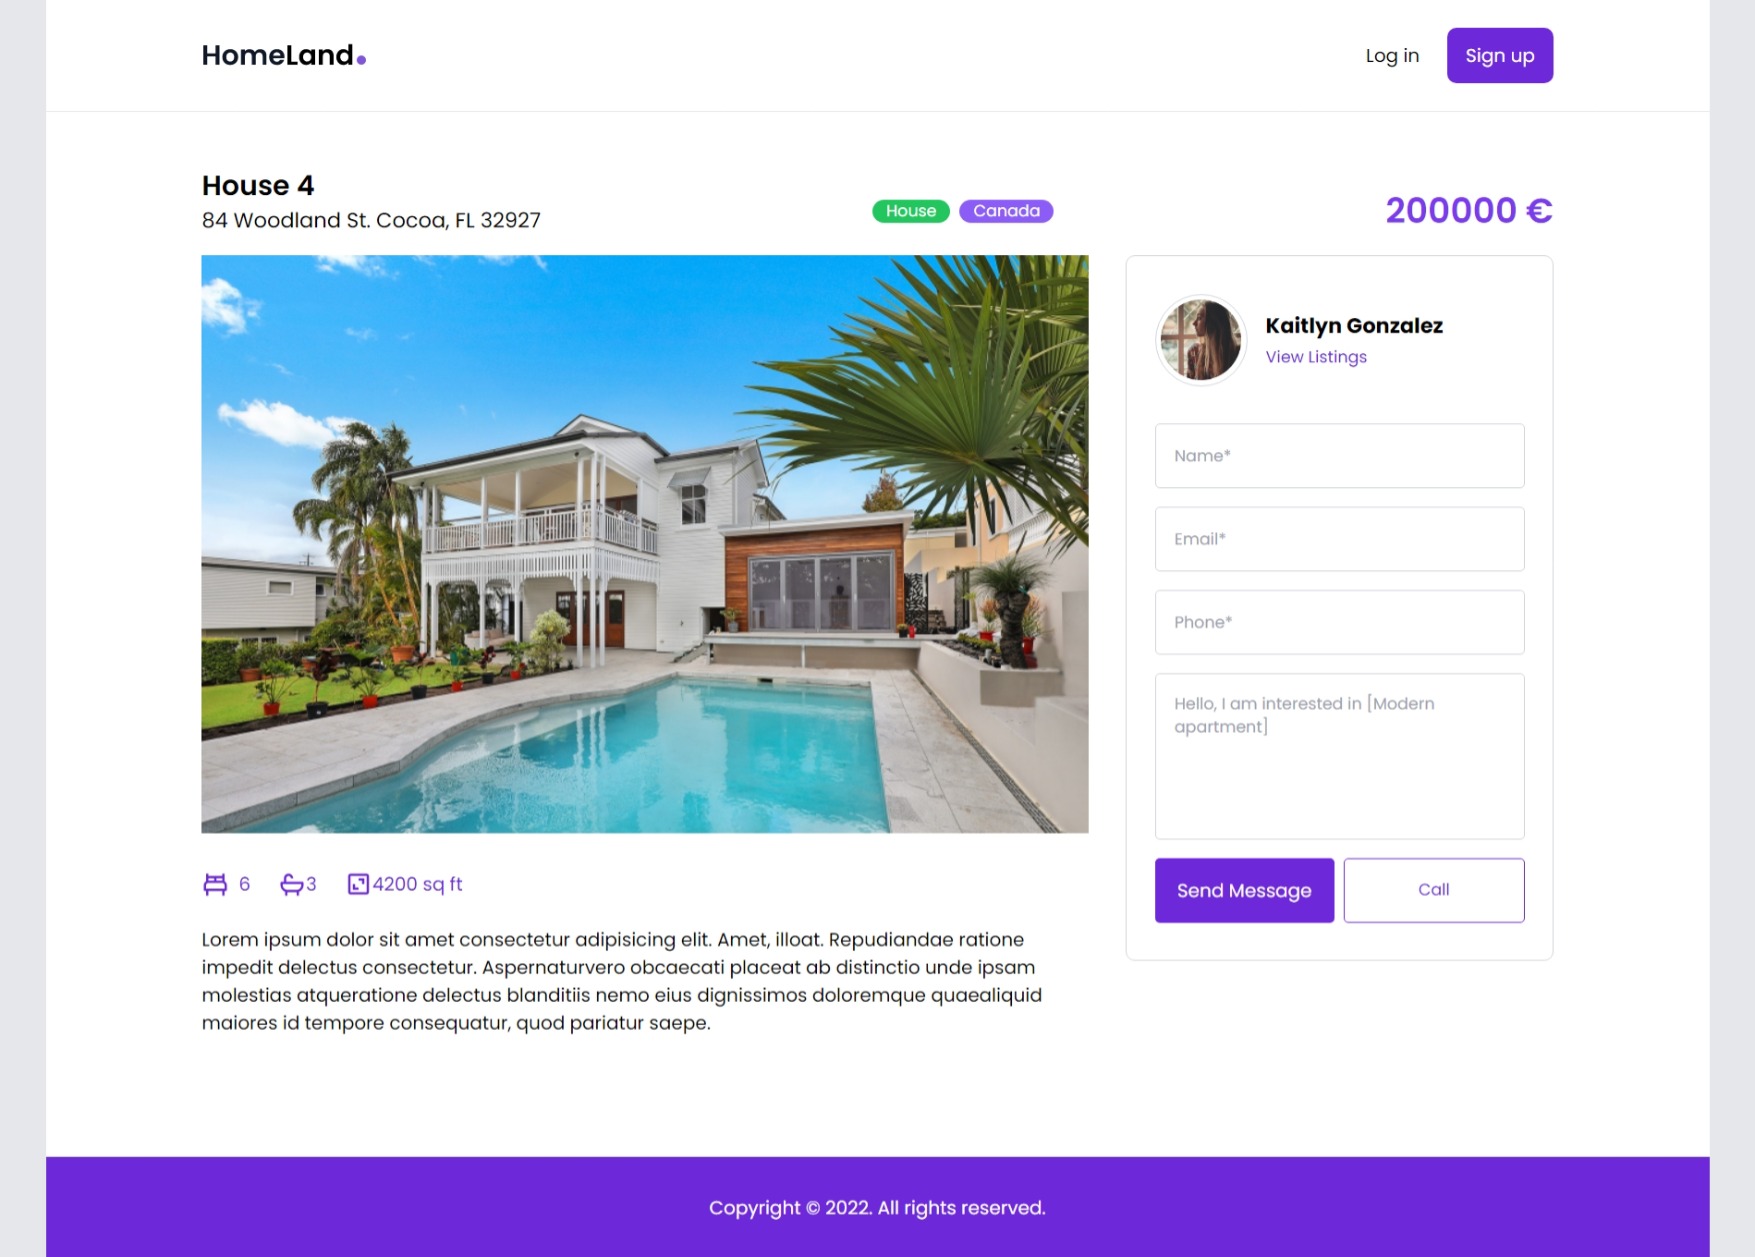 HomeLand.
Log in
Sign up
House 4
84 Woodland St. Cocoa, FL 32927
House
Canada
200000 €
Kaitlyn Gonzalez
View Listings
Name*
Email*
Phone*
Hello, I am interested in [Modern
apartment]
Send Message
Call
6
3
4200 sq ft
Lorem ipsum dolor sit amet consectetur adipisicing elit. Amet, illoat. Repudiandae ratione
impedit delectus consectetur. Aspernaturvero obcaecati placeat ab distinctio unde ipsam
molestias atqueratione delectus blanditiis nemo eius dignissimos doloremque quaealiquid
maiores id tempore consequatur, quod pariatur saepe.
Copyright © 2022. All rights reserved.